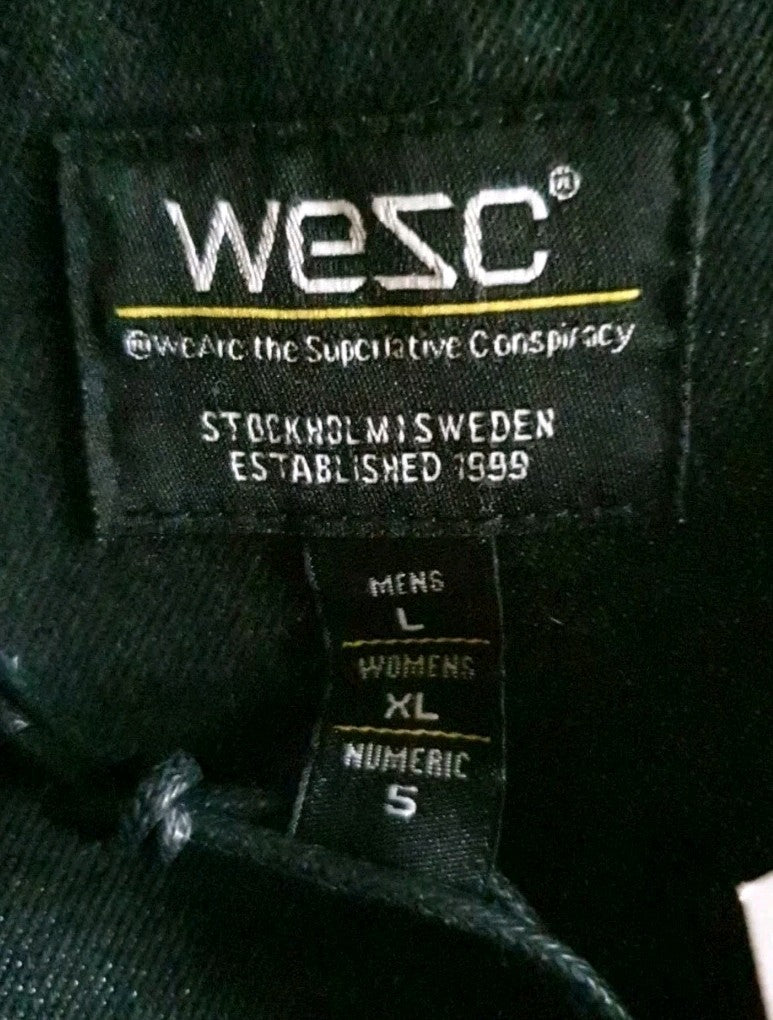 wesc®
@weAre the Superlative Conspiracy
STOCKHOLM | SWEDEN
ESTABLISHED 1999
MENS
L
WOMENS
XL
NUMERIC
5